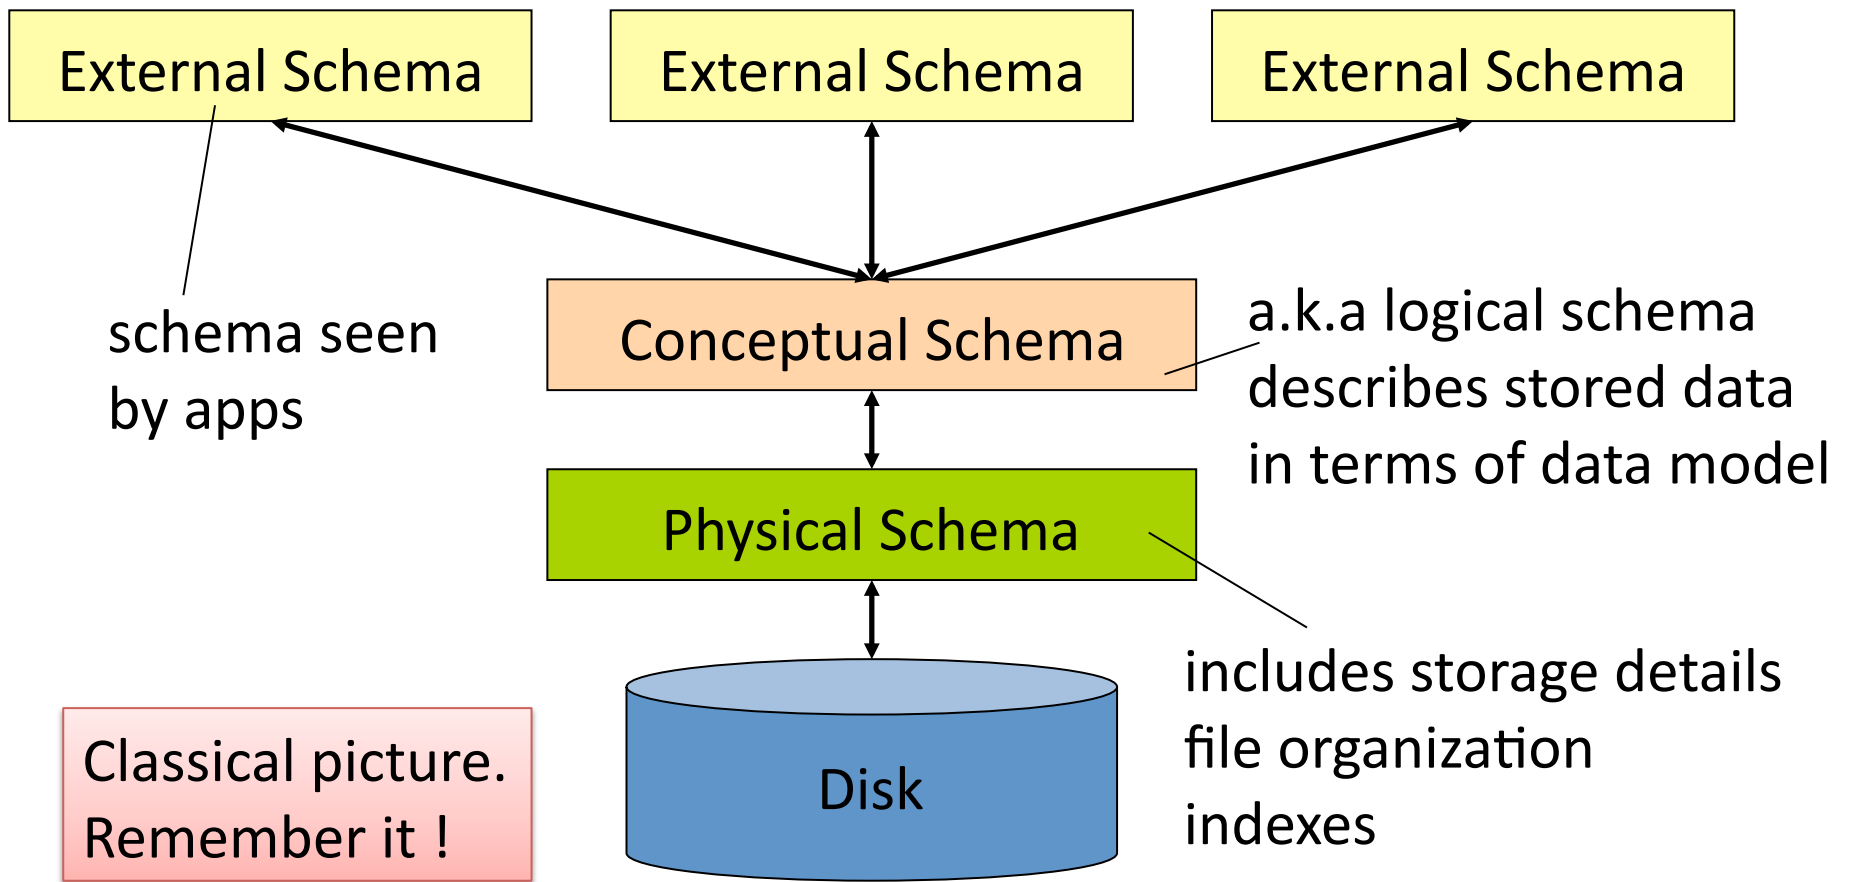 External Schema
External Schema
External Schema
schema seen
by apps
Conceptual Schema
a.k.a logical schema
describes stored data
in terms of data model
Physical Schema
includes storage details
file organization
indexes
Disk
Classical picture.
Remember it !